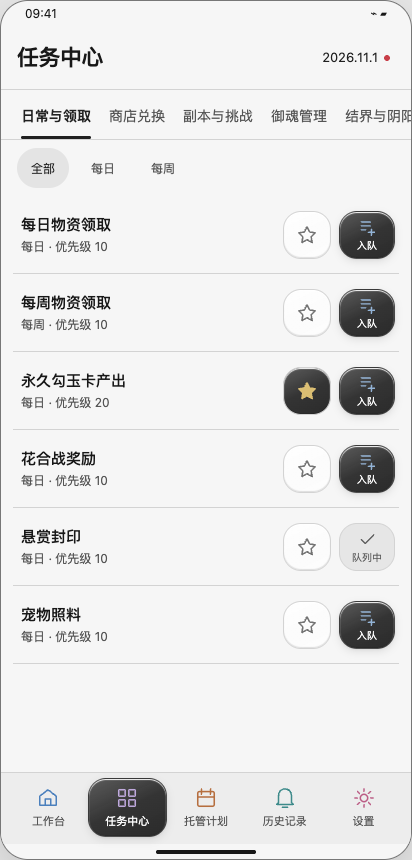 09:41
任务中心
2026.11.1
日常与领取 商店兑换 副本与挑战 御魂管理 结界与阴阳
全部 每日 每周
每日物资领取
每日 · 优先级 10
入队
每周物资领取
每周 · 优先级 10
入队
永久勾玉卡产出
每日 · 优先级 20
入队
花合战奖励
每日 · 优先级 10
入队
悬赏封印
每日 · 优先级 10
队列中
宠物照料
每日 · 优先级 10
入队
工作台 任务中心 托管计划 历史记录 设置